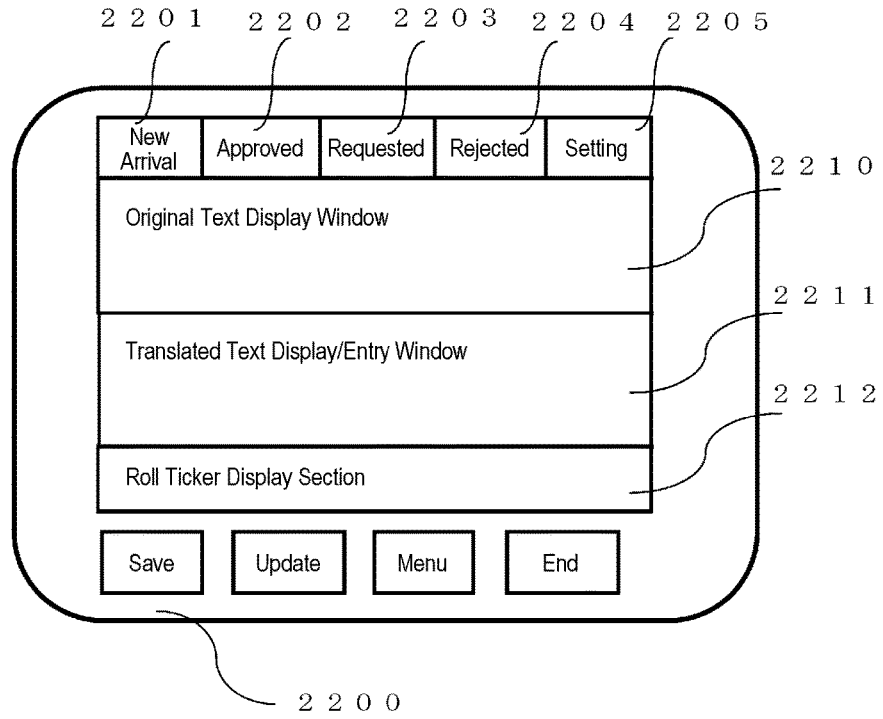 ２２０１ ２２０２ ２２０３ ２２０４ ２２０５
New
Arrival
Approved
Requested
Rejected
Setting
２２１０
Original Text Display Window
２２１１
Translated Text Display/Entry Window
２２１２
Roll Ticker Display Section
Save Update Menu End
２２００